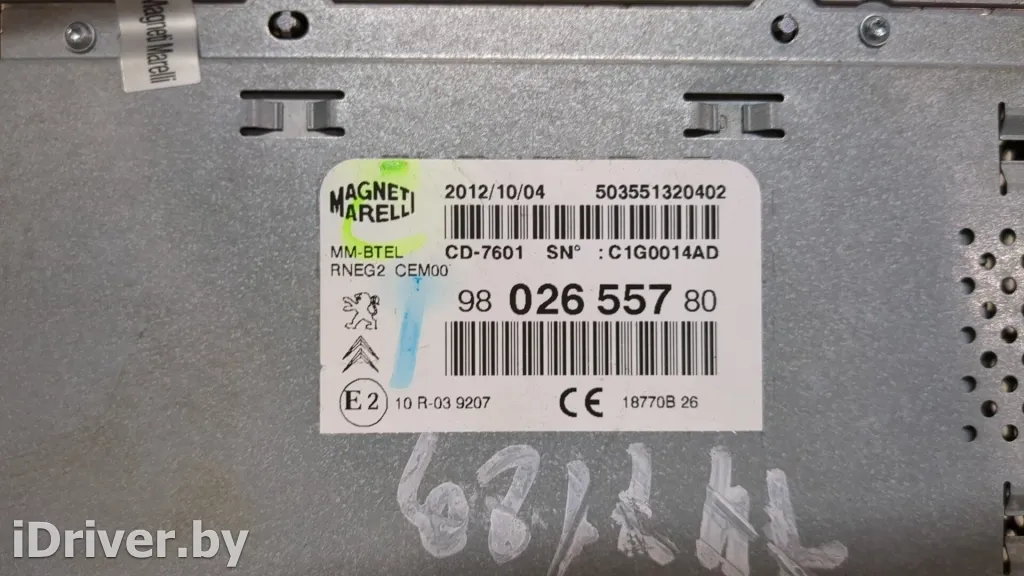 Magneti Marelli
MAGNETI MARELLI
2012/10/04 503551320402
MM-BTEL CD-7601 SNº : C1G0014AD
RNEG2 CEM00
98 026 557 80
E2 10 R-03 9207 CE 18770B 26
iDriver.by